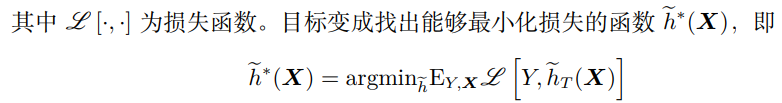 其中 ℒ[·,·] 为损失函数。目标变成找出能够最小化损失的函数 h̃*(X)，即
h̃*(X) = argmin_h̃ E_{Y,X} ℒ [Y, h̃_T(X)]